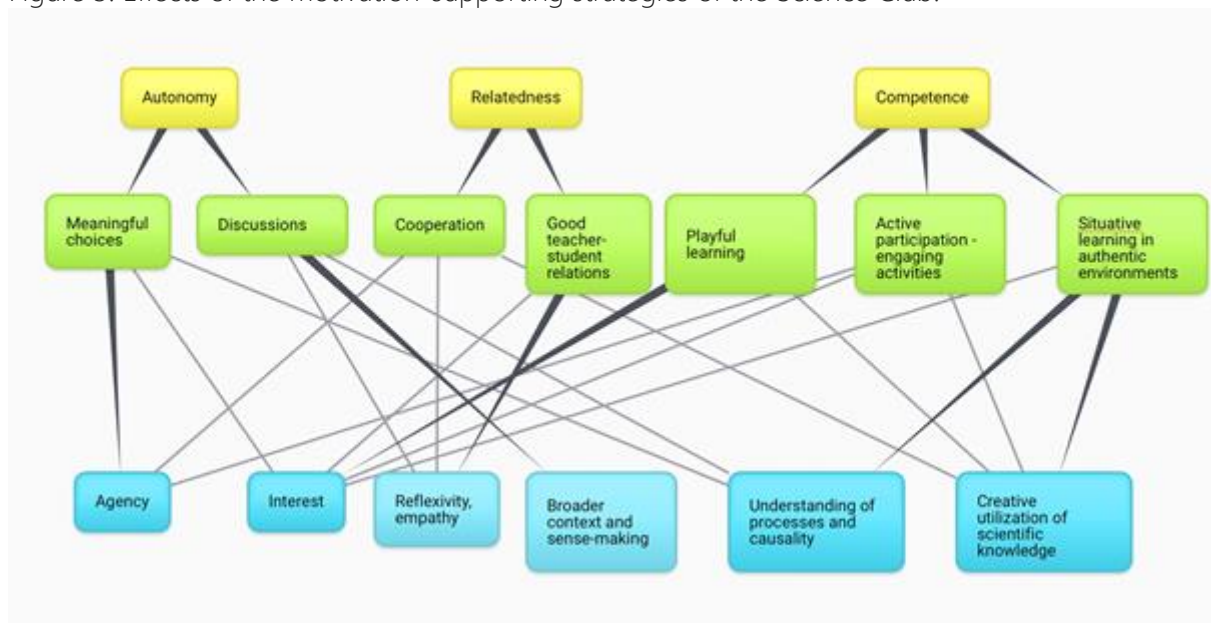 Figure Effects of the motivation-supporting strategies of the Science Club.
Autonomy
Relatedness
Competence
Meaningful
choices
Discussions
Cooperation
Good
teacher-
student
relations
Playful
learning
Active
participation -
engaging
activities
Situative
learning in
authentic
environments
Agency
Interest
Reflexivity,
empathy
Broader
context and
sense-making
Understanding of
processes and
causality
Creative
utilization of
scientific
knowledge